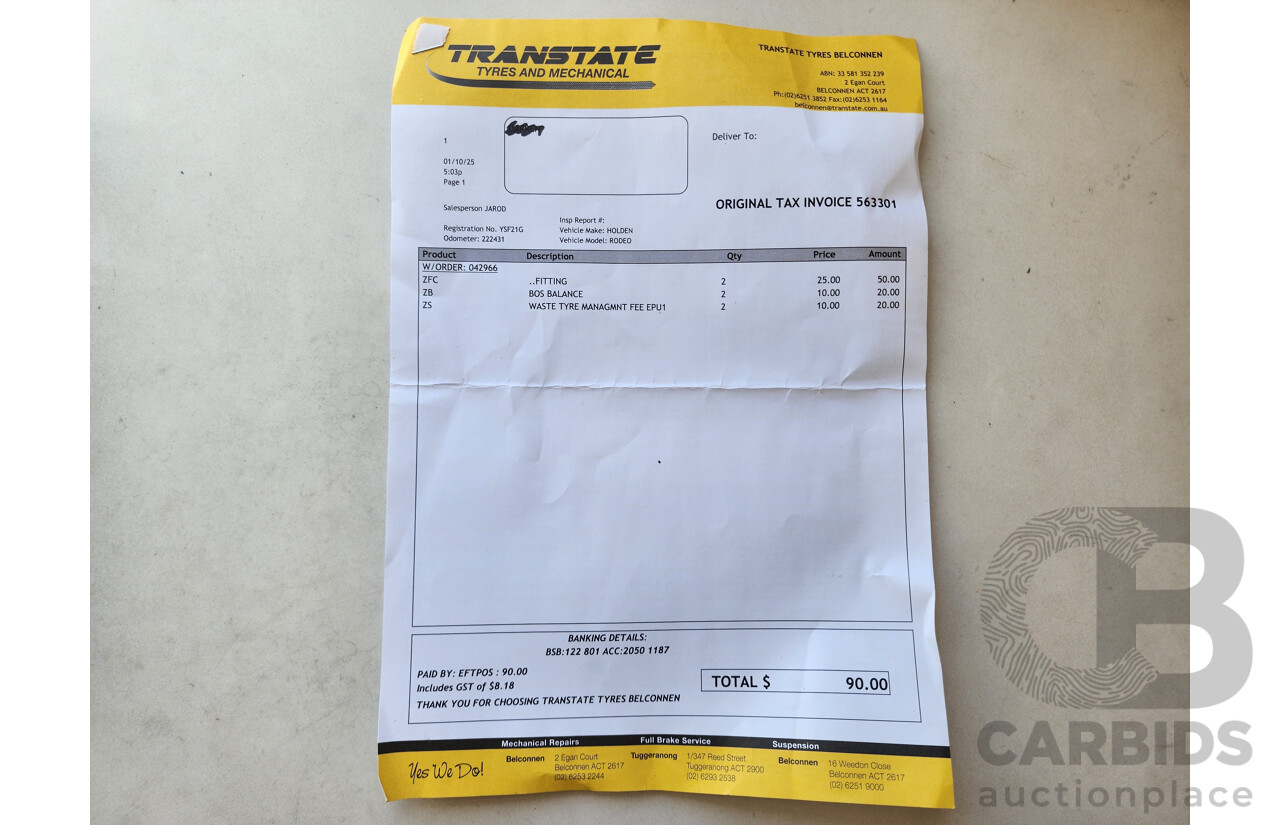 TRANSTATE
TYRES AND MECHANICAL
TRANSTATE TYRES BELCONNEN
ABN: 33 581 352 239
2 Egan Court
BELCONNEN ACT 2617
Ph:(02)6251 3852 Fax:(02)6253 1164
belconnen@transtate.com.au
Deliver To:
1
01/10/25
5:03p
Page 1
ORIGINAL TAX INVOICE 563301
Salesperson JAROD
Insp Report #:
Registration No. YSF21G Vehicle Make: HOLDEN
Odometer: 222431 Vehicle Model: RODEO
Product Description Qty Price Amount
W/ORDER: 042966
ZFC ..FITTING 2 25.00 50.00
ZB BOS BALANCE 2 10.00 20.00
ZS WASTE TYRE MANAGMNT FEE EPU1 2 10.00 20.00
BANKING DETAILS:
BSB:122 801 ACC:2050 1187
PAID BY: EFTPOS : 90.00
Includes GST of $8.18
THANK YOU FOR CHOOSING TRANSTATE TYRES BELCONNEN
TOTAL $ 90.00
Mechanical Repairs Full Brake Service Suspension
Yes We Do!
Belconnen 2 Egan Court
Belconnen ACT 2617
(02) 6253 2244
Tuggeranong 1/347 Reed Street
Tuggeranong ACT 2900
(02) 6293 2538
Belconnen 16 Weedon Close
Belconnen ACT 2617
(02) 6251 9000
CB
CARBIDS
auctionplace